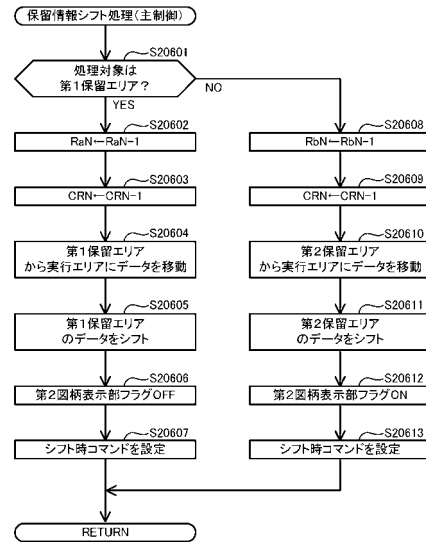 保留情報シフト処理(主制御)
S20601
処理対象は
第1保留エリア?
NO
YES
S20602
RaN←RaN-1
S20603
CRN←CRN-1
S20604
第1保留エリア
から実行エリアにデータを移動
S20605
第1保留エリア
のデータをシフト
S20606
第2図柄表示部フラグOFF
S20607
シフト時コマンドを設定
S20608
RbN←RbN-1
S20609
CRN←CRN-1
S20610
第2保留エリア
から実行エリアにデータを移動
S20611
第2保留エリア
のデータをシフト
S20612
第2図柄表示部フラグON
S20613
シフト時コマンドを設定
RETURN